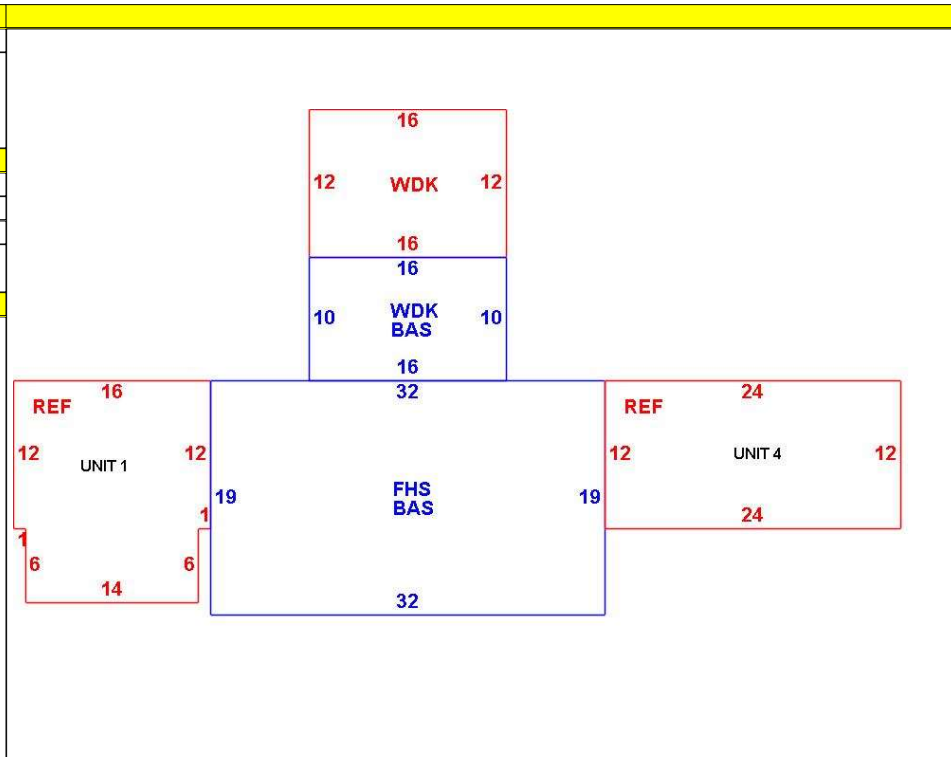 16
12 WDK 12
16
16
10 WDK 10
BAS
16
16 32 24
REF REF
12 UNIT 1 12 12 UNIT 4 12
19 FHS 19
BAS
1 24
1
6 6
14 32